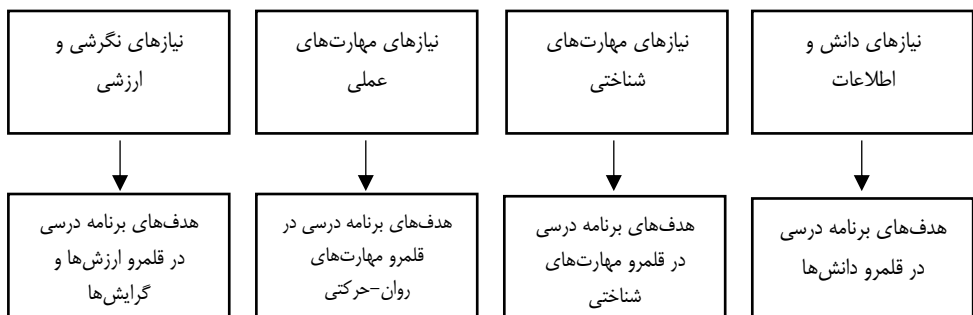 نیازهای دانش و
اطلاعات
نیازهای مهارت‌های
شناختی
نیازهای مهارت‌های
عملی
نیازهای نگرشی و
ارزشی
هدف‌های برنامه درسی
در قلمرو دانش‌ها
هدف‌های برنامه درسی
در قلمرو مهارت‌های
شناختی
هدف‌های برنامه درسی در
قلمرو مهارت‌های
روان-حرکتی
هدف‌های برنامه درسی
در قلمرو ارزش‌ها و
گرایش‌ها